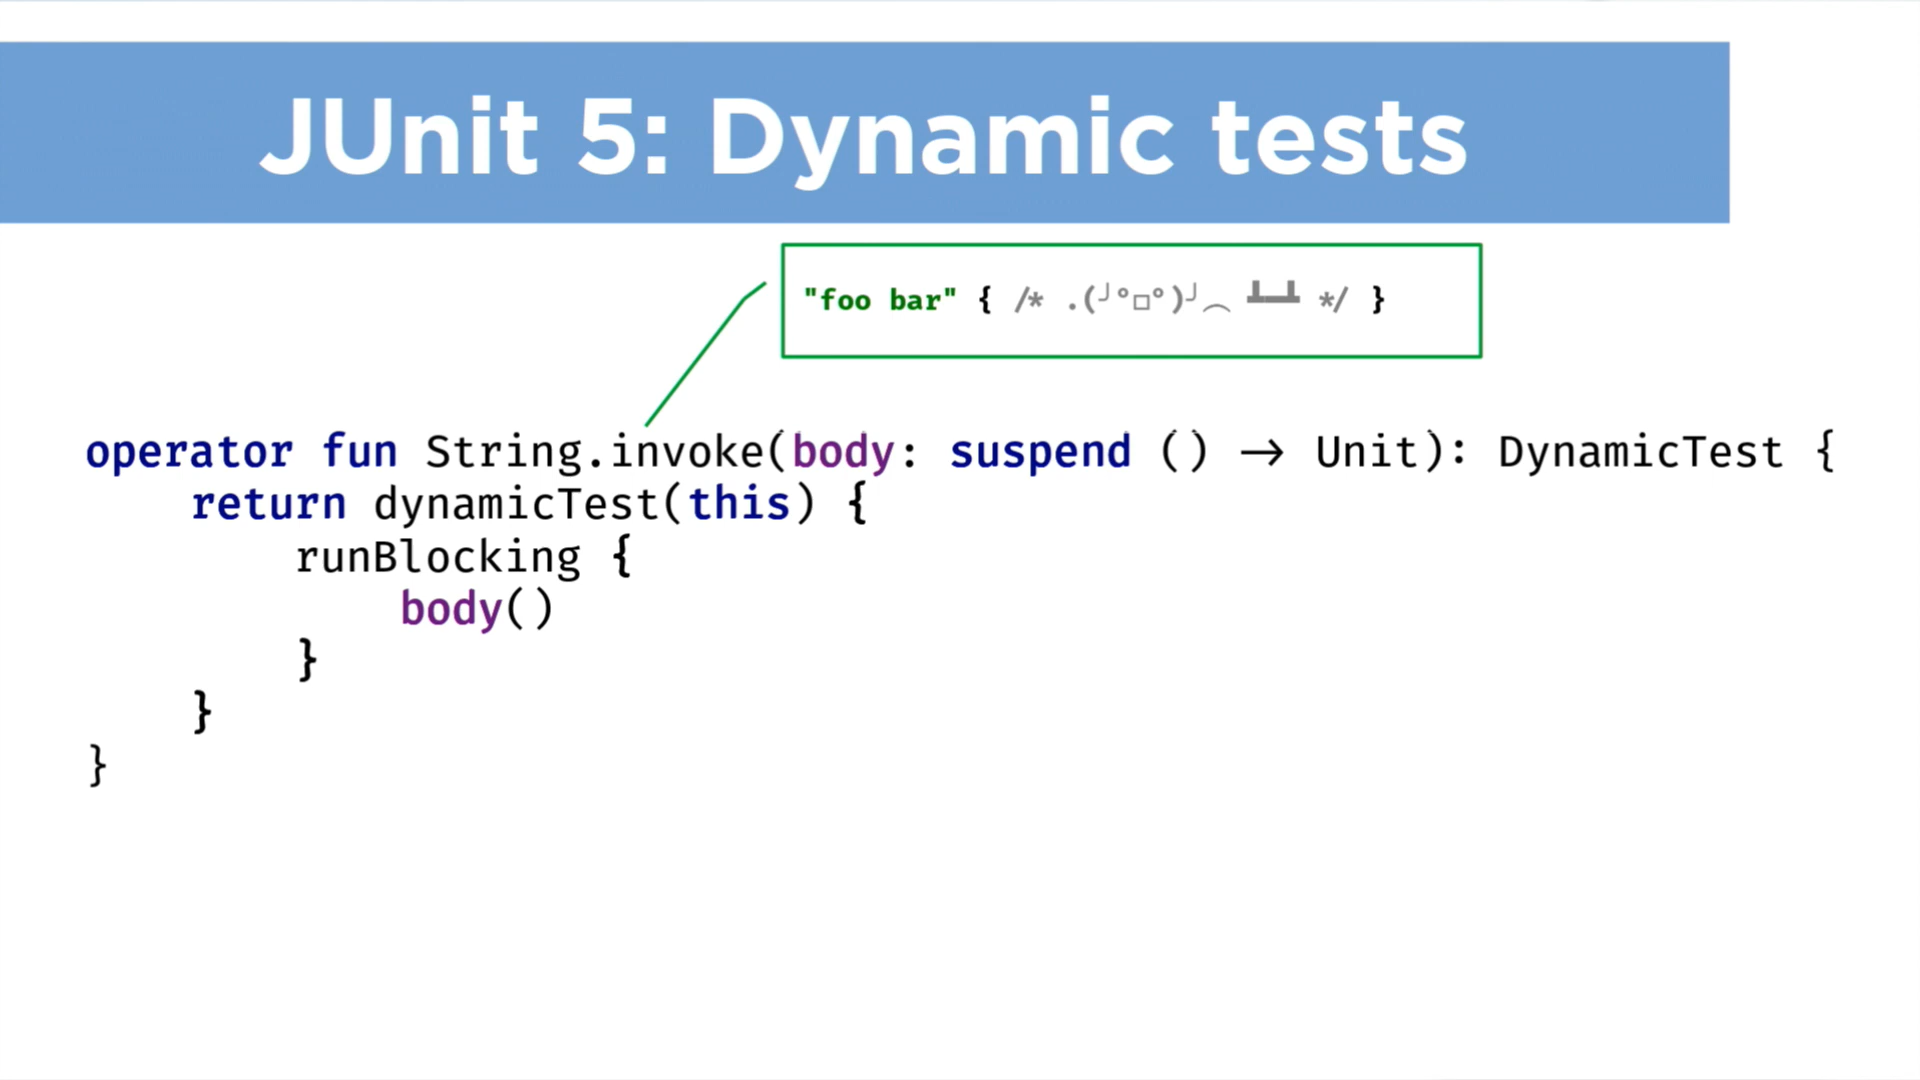 JUnit 5: Dynamic tests
"foo bar" { /* .(╯°□°)╯︵ ┻━┻ */ }
operator fun String.invoke(body: suspend () → Unit): DynamicTest {
    return dynamicTest(this) {
        runBlocking {
            body()
        }
    }
}